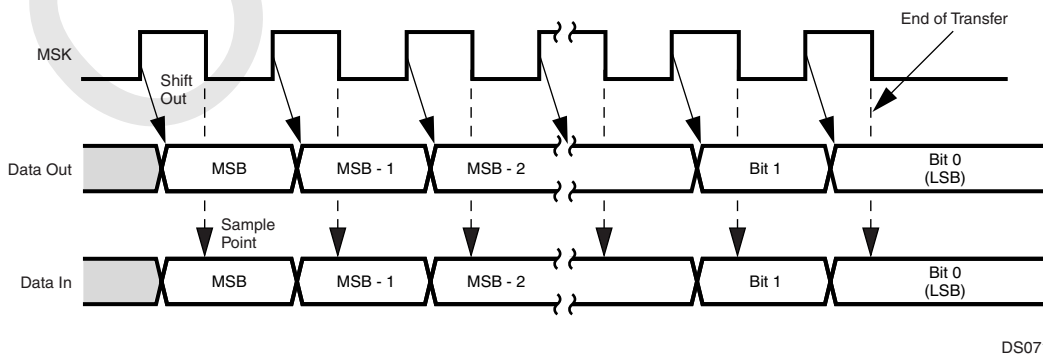 End of Transfer
MSK
Shift
Out
Data Out
MSB
MSB - 1
MSB - 2
Bit 1
Bit 0
(LSB)
Sample
Point
Data In
MSB
MSB - 1
MSB - 2
Bit 1
Bit 0
(LSB)
DS07